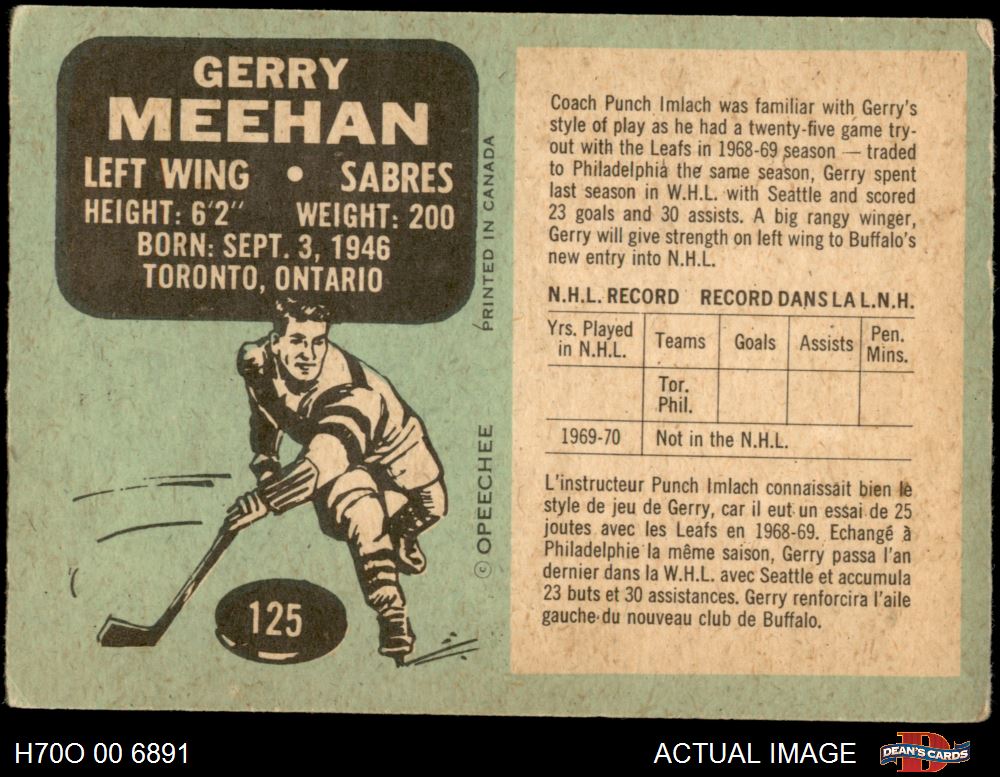 GERRY
MEEHAN
LEFT WING • SABRES
HEIGHT: 6'2" WEIGHT: 200
BORN: SEPT. 3, 1946
TORONTO, ONTARIO
PRINTED IN CANADA
© OPEECHEE
125
Coach Punch Imlach was familiar with Gerry's
style of play as he had a twenty-five game try-
out with the Leafs in 1968-69 season — traded
to Philadelphia the same season, Gerry spent
last season in W.H.L. with Seattle and scored
23 goals and 30 assists. A big rangy winger,
Gerry will give strength on left wing to Buffalo's
new entry into N.H.L.
N.H.L. RECORD RECORD DANS LA L.N.H.
Yrs. Played
in N.H.L. Teams Goals Assists Pen.
Mins.
Tor.
Phil.
1969-70 Not in the N.H.L.
L'instructeur Punch Imlach connaissait bien le
style de jeu de Gerry, car il eut un essai de 25
joutes avec les Leafs en 1968-69. Echangé à
Philadelphie la même saison, Gerry passa l'an
dernier dans la W.H.L. avec Seattle et accumula
23 buts et 30 assistances. Gerry renforcira l'aile
gauche du nouveau club de Buffalo.
H70O 00 6891
ACTUAL IMAGE
D
DEAN'S CARDS